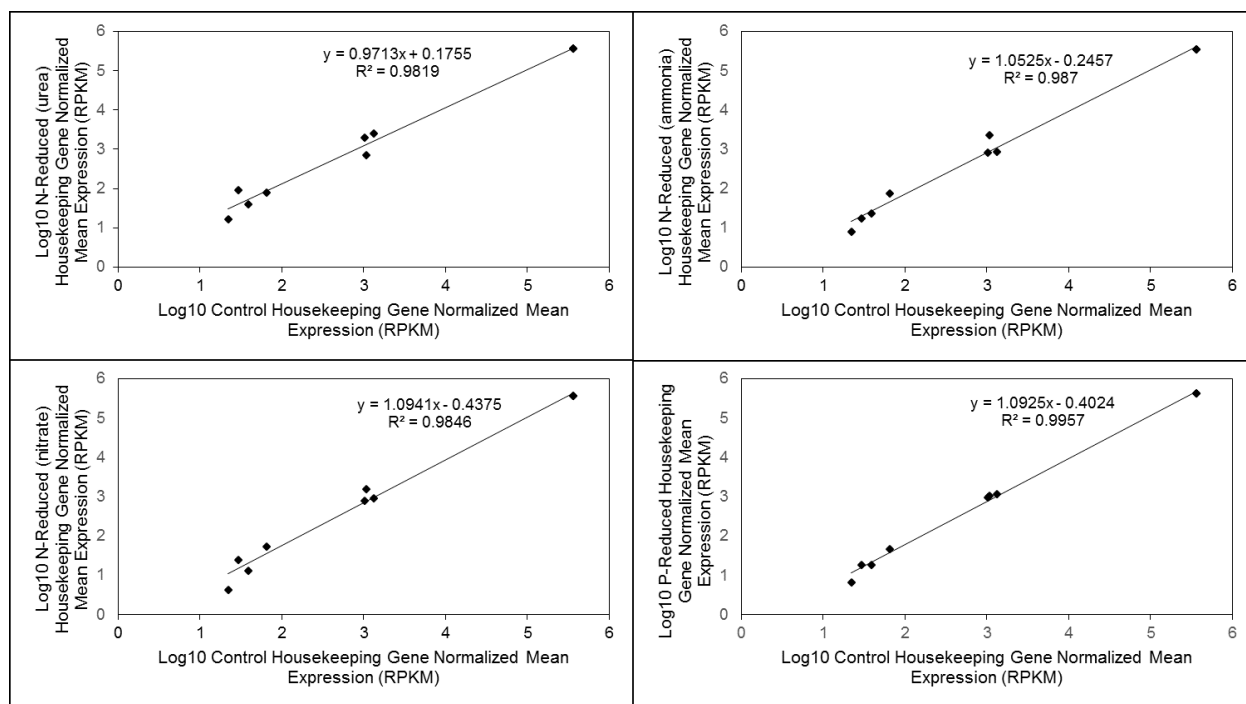 Log10 N-Reduced (urea)
Housekeeping Gene Normalized
Mean Expression (RPKM)
6
5
4
3
2
1
0
y = 0.9713x + 0.1755
R² = 0.9819
0 1 2 3 4 5 6
Log10 Control Housekeeping Gene Normalized Mean
Expression (RPKM)
Log10 N-Reduced (ammonia)
Housekeeping Gene Normalized
Mean Expression (RPKM)
6
5
4
3
2
1
0
y = 1.0525x - 0.2457
R² = 0.987
0 1 2 3 4 5 6
Log10 Control Housekeeping Gene Normalized Mean
Expression (RPKM)
Log10 N-Reduced (nitrate)
Housekeeping Gene Normalized
Mean Expression (RPKM)
6
5
4
3
2
1
0
y = 1.0941x - 0.4375
R² = 0.9846
0 1 2 3 4 5 6
Log10 Control Housekeeping Gene Normalized Mean
Expression (RPKM)
Log10 P-Reduced Housekeeping
Gene Normalized Mean
Expression (RPKM)
6
5
4
3
2
1
0
y = 1.0925x - 0.4024
R² = 0.9957
0 1 2 3 4 5 6
Log10 Control Housekeeping Gene Normalized Mean
Expression (RPKM)